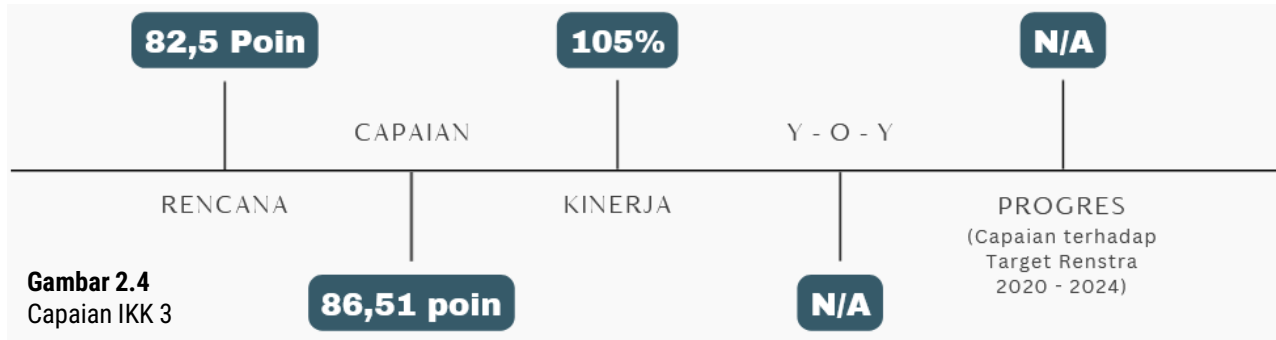 82,5 Poin
105%
N/A
CAPAIAN
Y - O - Y
RENCANA
KINERJA
PROGRES
(Capaian terhadap
Target Renstra
2020 - 2024)
Gambar 2.4
Capaian IKK 3
86,51 poin
N/A